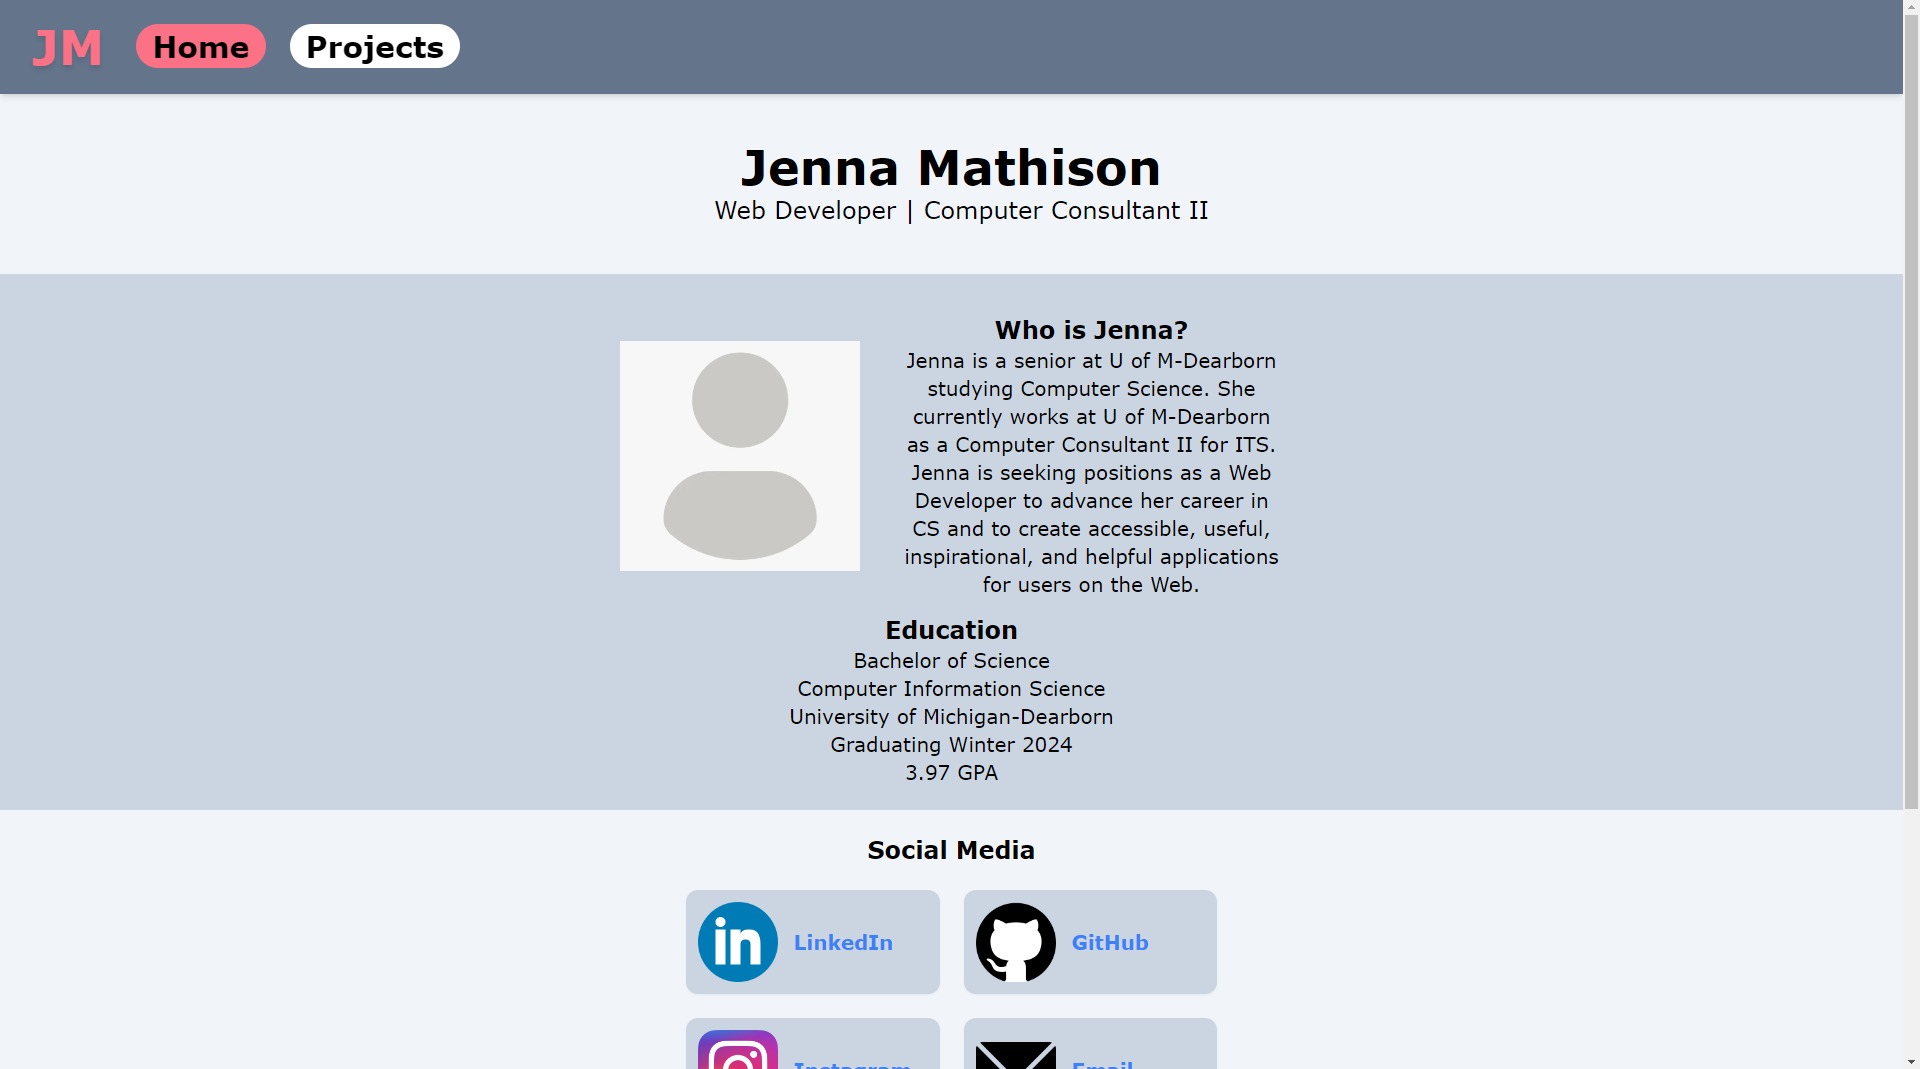 JM Home Projects
Jenna Mathison
Web Developer | Computer Consultant II
Who is Jenna?
Jenna is a senior at U of M-Dearborn
studying Computer Science. She
currently works at U of M-Dearborn
as a Computer Consultant II for ITS.
Jenna is seeking positions as a Web
Developer to advance her career in
CS and to create accessible, useful,
inspirational, and helpful applications
for users on the Web.
Education
Bachelor of Science
Computer Information Science
University of Michigan-Dearborn
Graduating Winter 2024
3.97 GPA
Social Media
in LinkedIn
GitHub
Instagram
Email